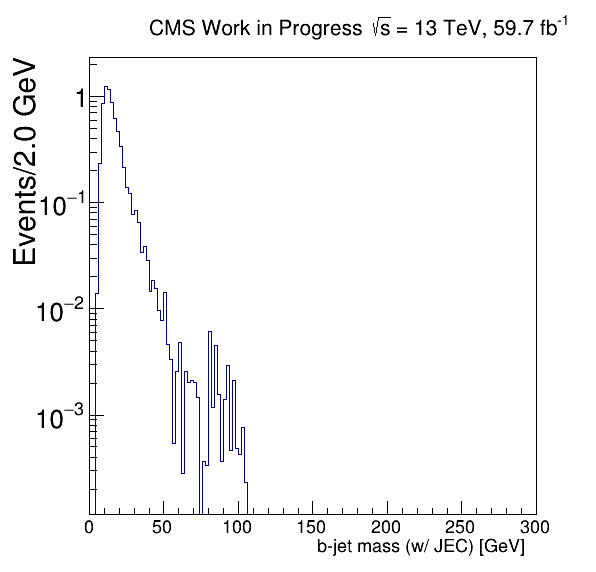 CMS Work in Progress √s = 13 TeV, 59.7 fb⁻¹
Events/2.0 GeV
1
10⁻¹
10⁻²
10⁻³
0 50 100 150 200 250 300
b-jet mass (w/ JEC) [GeV]